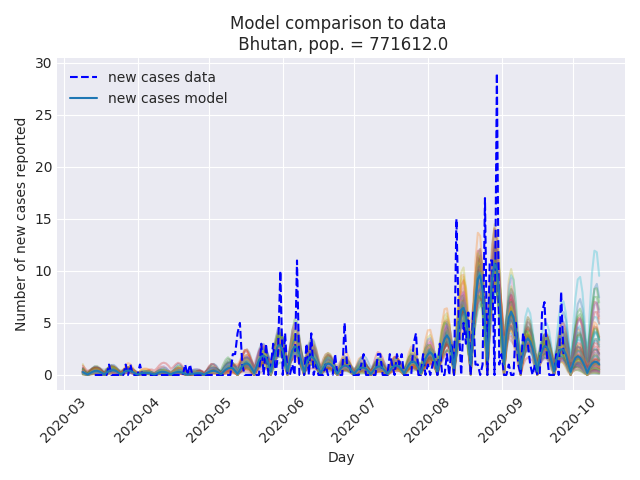 Model comparison to data
Bhutan, pop. = 771612.0
new cases data
new cases model
Number of new cases reported
30
25
20
15
10
5
0
2020-03
2020-04
2020-05
2020-06
2020-07
2020-08
2020-09
2020-10
Day